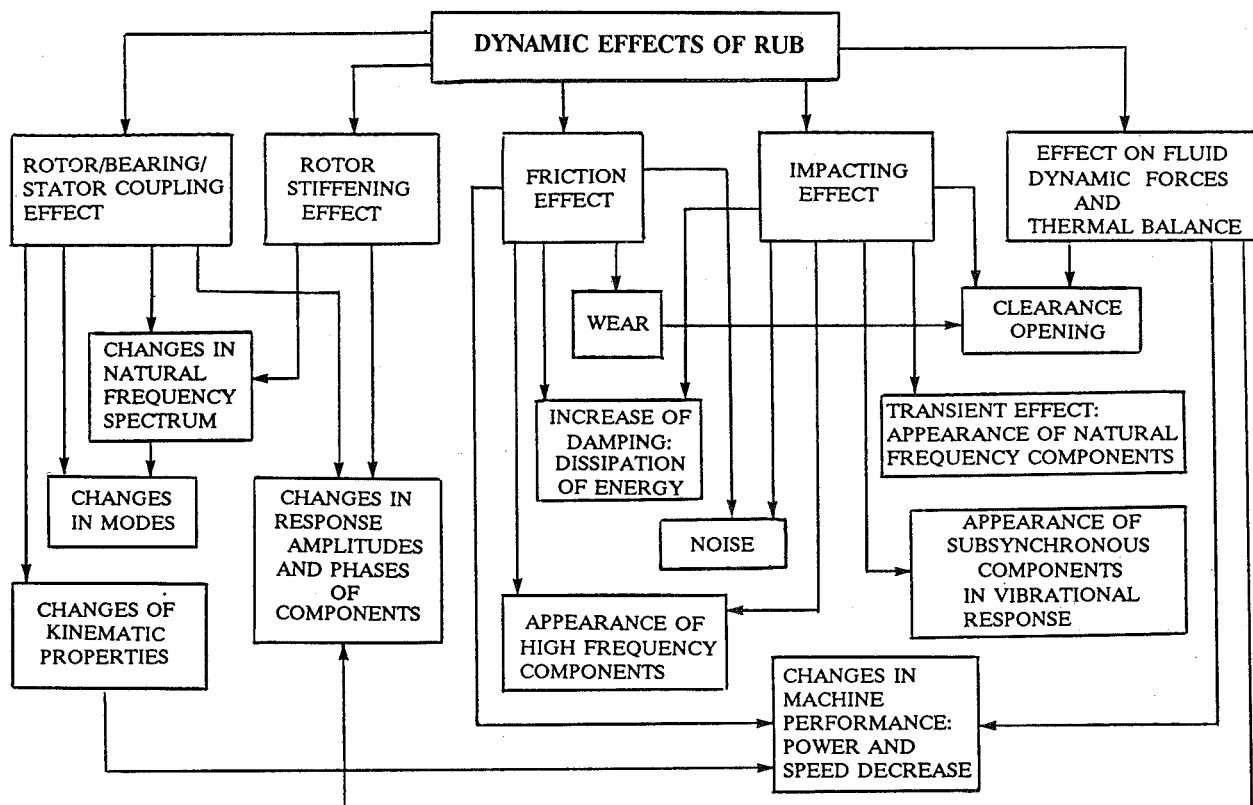 DYNAMIC EFFECTS OF RUB
ROTOR/BEARING/
STATOR COUPLING
EFFECT
ROTOR
STIFFENING
EFFECT
FRICTION
EFFECT
IMPACTING
EFFECT
EFFECT ON FLUID
DYNAMIC FORCES
AND
THERMAL BALANCE
WEAR
CLEARANCE
OPENING
CHANGES IN
NATURAL
FREQUENCY
SPECTRUM
INCREASE OF
DAMPING:
DISSIPATION
OF ENERGY
TRANSIENT EFFECT:
APPEARANCE OF NATURAL
FREQUENCY COMPONENTS
CHANGES
IN MODES
CHANGES IN
RESPONSE
AMPLITUDES
AND PHASES
OF
COMPONENTS
NOISE
APPEARANCE OF
SUBSYNCHRONOUS
COMPONENTS
IN VIBRATIONAL
RESPONSE
CHANGES OF
KINEMATIC
PROPERTIES
APPEARANCE OF
HIGH FREQUENCY
COMPONENTS
CHANGES IN
MACHINE
PERFORMANCE:
POWER AND
SPEED DECREASE